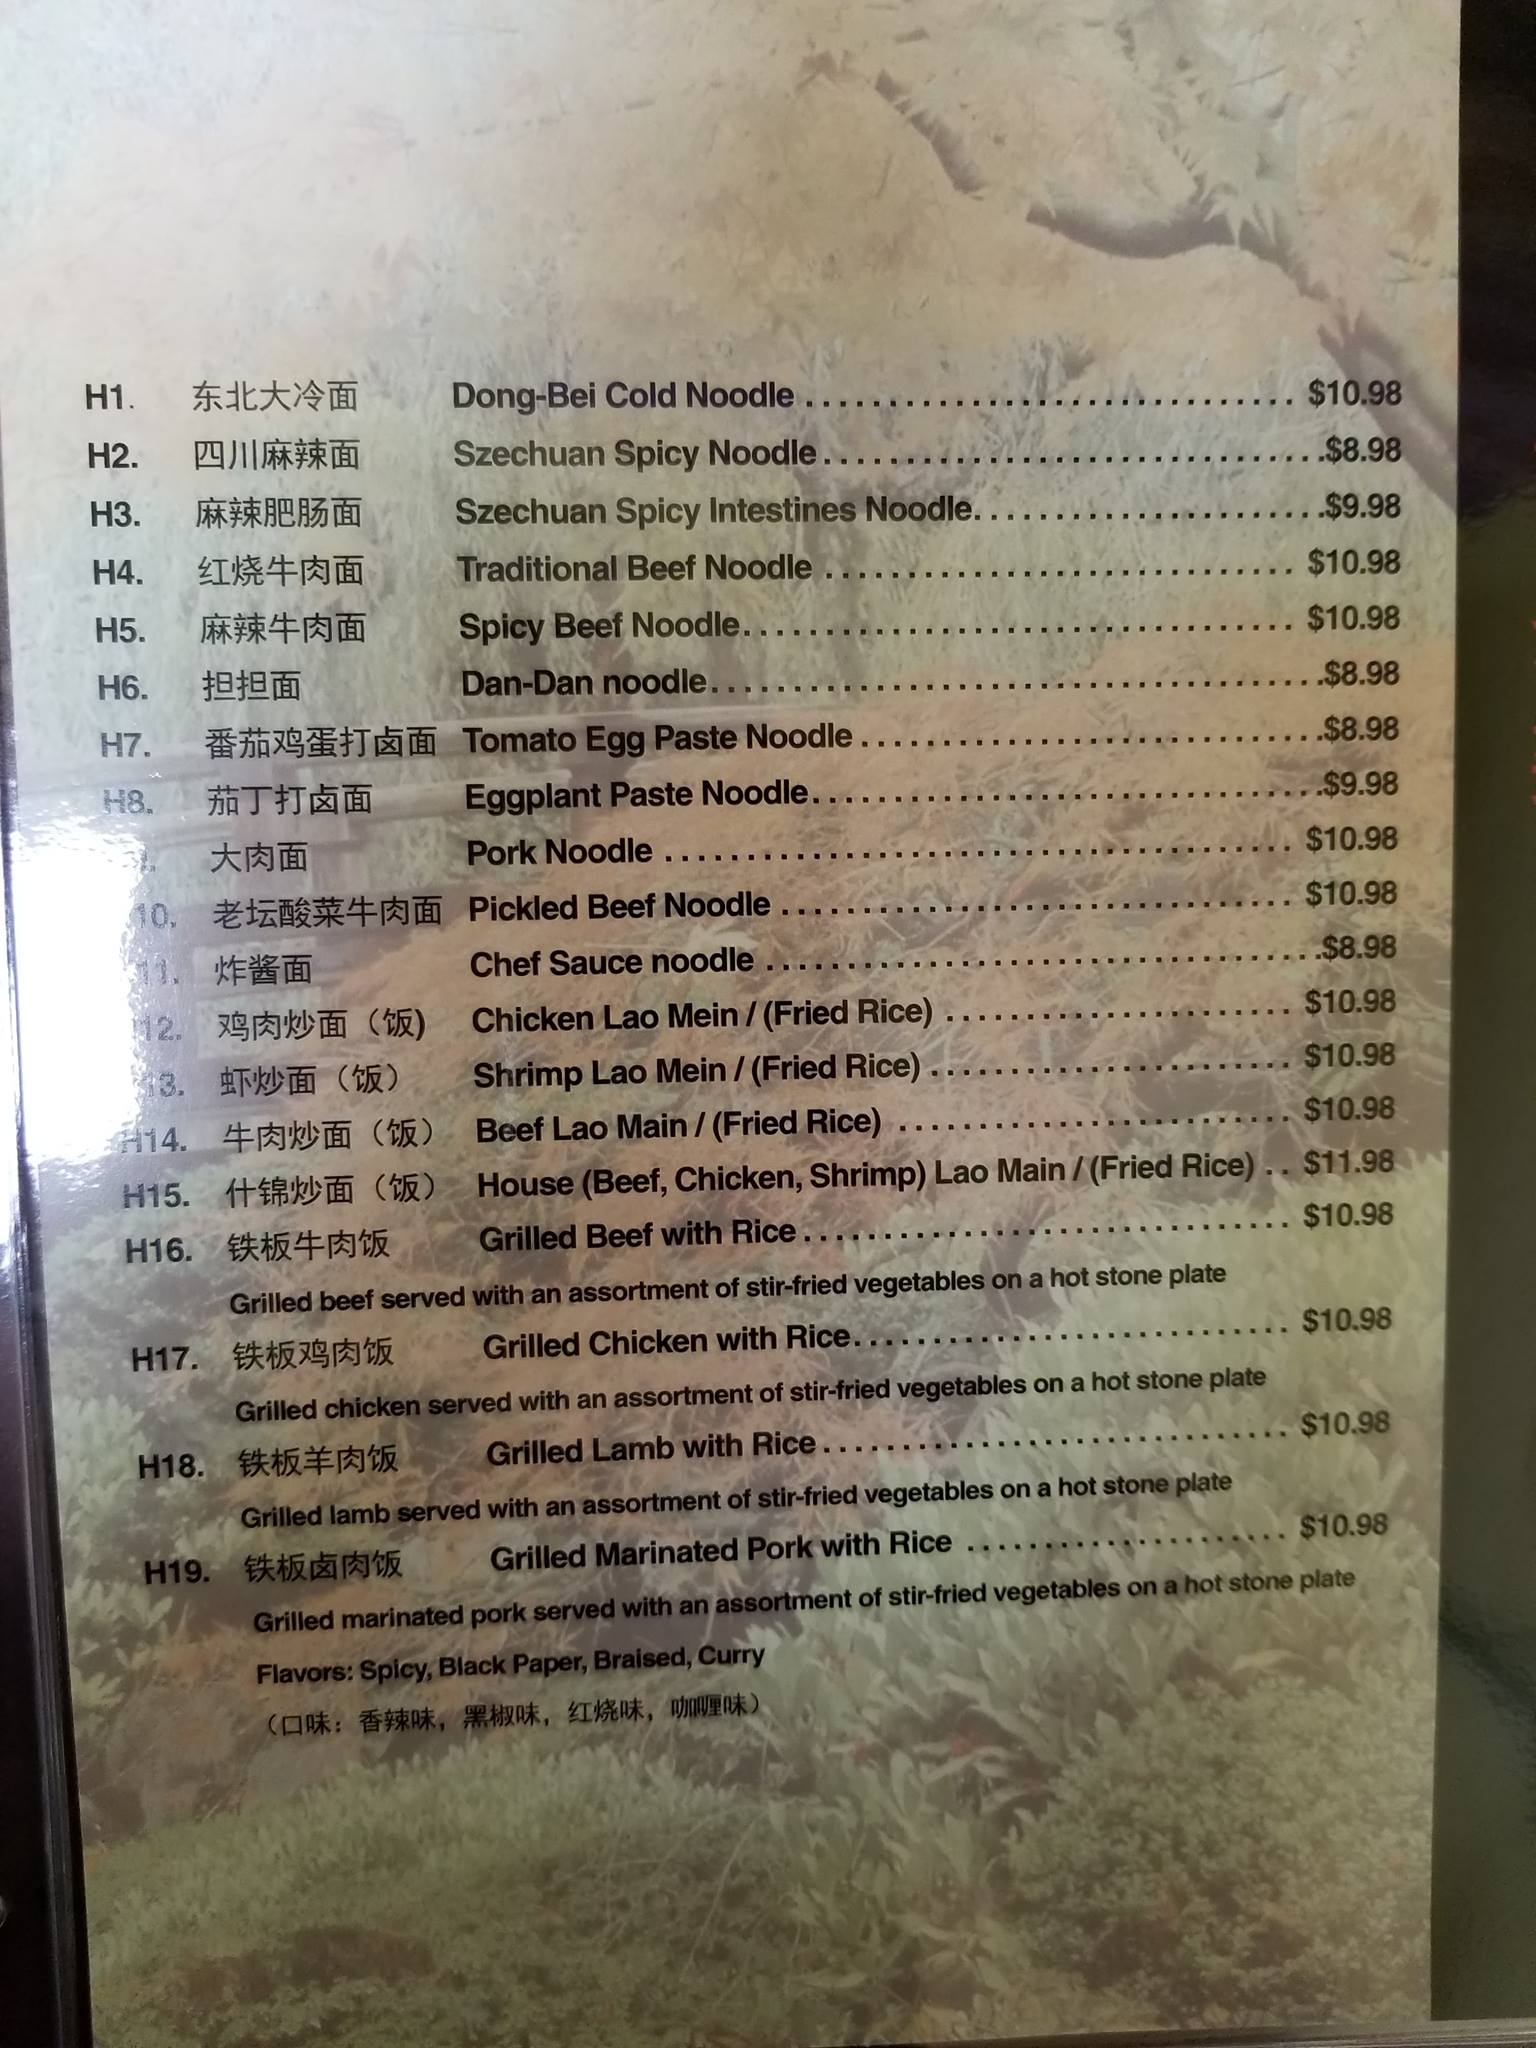 H1. 东北大冷面 Dong-Bei Cold Noodle .............................. $10.98
H2. 四川麻辣面 Szechuan Spicy Noodle ...............................$8.98
H3. 麻辣肥肠面 Szechuan Spicy Intestines Noodle......................$9.98
H4. 红烧牛肉面 Traditional Beef Noodle ............................. $10.98
H5. 麻辣牛肉面 Spicy Beef Noodle.................................. $10.98
H6. 担担面 Dan-Dan noodle......................................$8.98
H7. 番茄鸡蛋打卤面 Tomato Egg Paste Noodle .............................$8.98
H8. 茄丁打卤面 Eggplant Paste Noodle................................$9.98
. 大肉面 Pork Noodle ....................................... $10.98
10. 老坛酸菜牛肉面 Pickled Beef Noodle ................................ $10.98
11. 炸酱面 Chef Sauce noodle ..................................$8.98
12. 鸡肉炒面（饭) Chicken Lao Mein / (Fried Rice) ...................... $10.98
13. 虾炒面（饭） Shrimp Lao Mein / (Fried Rice) ....................... $10.98
H14. 牛肉炒面（饭） Beef Lao Main / (Fried Rice) ......................... $10.98
H15. 什锦炒面（饭） House (Beef, Chicken, Shrimp) Lao Main / (Fried Rice) .. $11.98
H16. 铁板牛肉饭 Grilled Beef with Rice............................... $10.98
Grilled beef served with an assortment of stir-fried vegetables on a hot stone plate
H17. 铁板鸡肉饭 Grilled Chicken with Rice............................ $10.98
Grilled chicken served with an assortment of stir-fried vegetables on a hot stone plate
H18. 铁板羊肉饭 Grilled Lamb with Rice.............................. $10.98
Grilled lamb served with an assortment of stir-fried vegetables on a hot stone plate
H19. 铁板卤肉饭 Grilled Marinated Pork with Rice .................... $10.98
Grilled marinated pork served with an assortment of stir-fried vegetables on a hot stone plate
Flavors: Spicy, Black Paper, Braised, Curry
（口味：香辣味，黑椒味，红烧味，咖喱味）